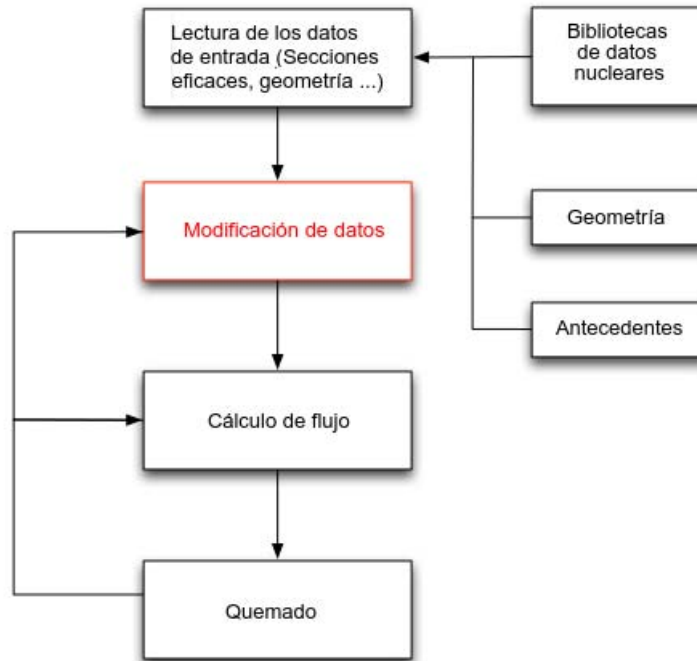 Lectura de los datos
de entrada (Secciones
eficaces, geometría ...)
Bibliotecas
de datos
nucleares
Modificación de datos
Geometría
Antecedentes
Cálculo de flujo
Quemado